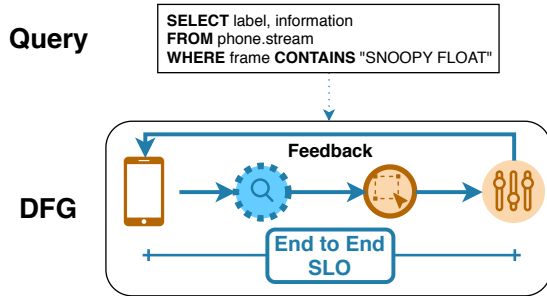 Query
SELECT label, information
FROM phone.stream
WHERE frame CONTAINS "SNOOPY FLOAT"
DFG
Feedback
End to End
SLO